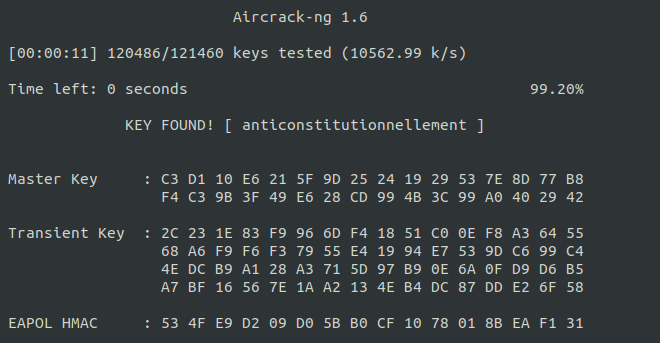 Aircrack-ng 1.6
[00:00:11] 120486/121460 keys tested (10562.99 k/s)
Time left: 0 seconds 99.20%
KEY FOUND! [ anticonstitutionnellement ]
Master Key : C3 D1 10 E6 21 5F 9D 25 24 19 29 53 7E 8D 77 B8
F4 C3 9B 3F 49 E6 28 CD 99 4B 3C 99 A0 40 29 42
Transient Key : 2C 23 1E 83 F9 96 6D F4 18 51 C0 0E F8 A3 64 55
68 A6 F9 F6 F3 79 55 E4 19 94 E7 53 9D C6 99 C4
4E DC B9 A1 28 A3 71 5D 97 B9 0E 6A 0F D9 D6 B5
A7 BF 16 56 7E 1A A2 13 4E B4 DC 87 DD E2 6F 58
EAPOL HMAC : 53 4F E9 D2 09 D0 5B B0 CF 10 78 01 8B EA F1 31